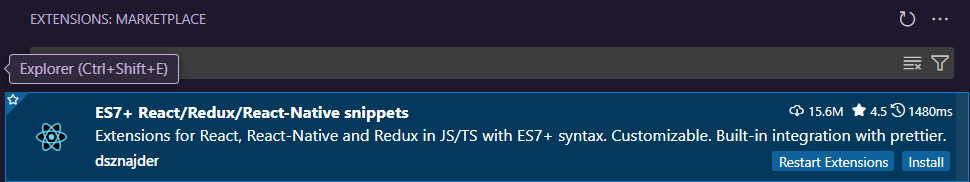 EXTENSIONS: MARKETPLACE
Explorer (Ctrl+Shift+E)
ES7+ React/Redux/React-Native snippets
15.6M 4.5 1480ms
Extensions for React, React-Native and Redux in JS/TS with ES7+ syntax. Customizable. Built-in integration with prettier.
dsznajder
Restart Extensions Install